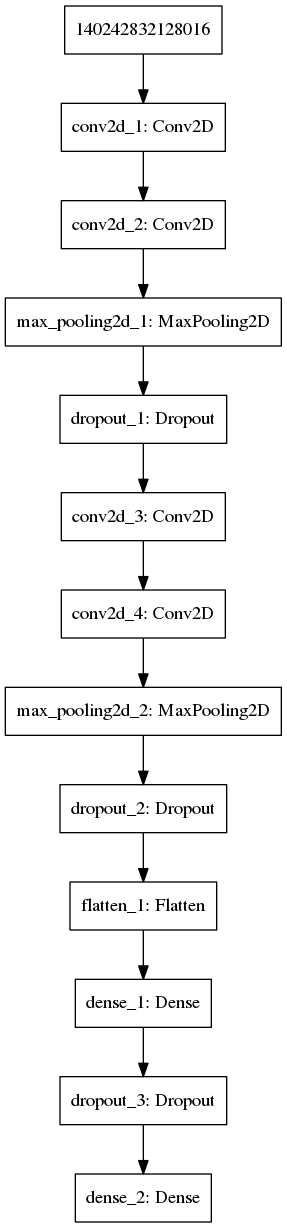 140242832128016
conv2d_1: Conv2D
conv2d_2: Conv2D
max_pooling2d_1: MaxPooling2D
dropout_1: Dropout
conv2d_3: Conv2D
conv2d_4: Conv2D
max_pooling2d_2: MaxPooling2D
dropout_2: Dropout
flatten_1: Flatten
dense_1: Dense
dropout_3: Dropout
dense_2: Dense